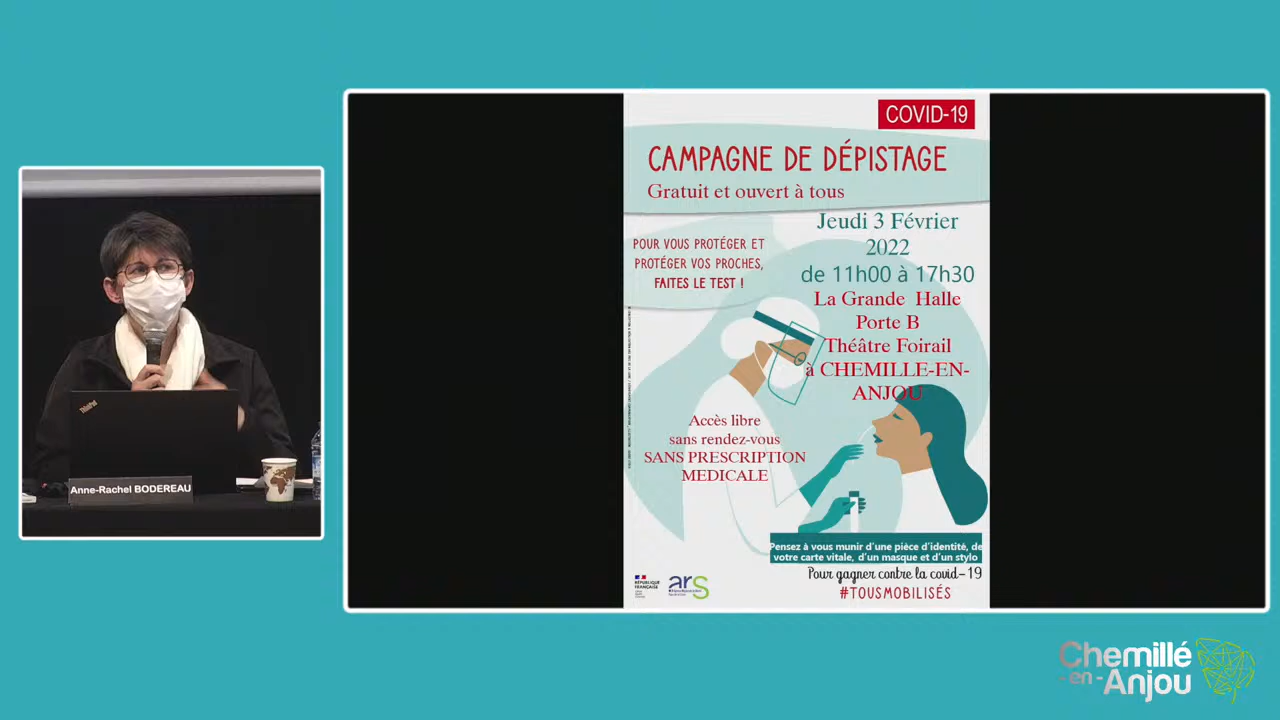 COVID-19
CAMPAGNE DE DÉPISTAGE
Gratuit et ouvert à tous
Jeudi 3 Février
2022
de 11h00 à 17h30
La Grande Halle
Porte B
Théâtre Foirail
à CHEMILLE-EN-
ANJOU
POUR VOUS PROTÉGER ET
PROTÉGER VOS PROCHES,
FAITES LE TEST !
Accès libre
sans rendez-vous
SANS PRESCRIPTION
MEDICALE
Pensez à vous munir d'une pièce d'identité, de
votre carte vitale, d'un masque et d'un stylo
Pour gagner contre la covid-19
#TOUSMOBILISÉS
RÉPUBLIQUE
FRANÇAISE
ars
ThinkPad
Anne-Rachel BODEREAU
Chemillé
-en-
Anjou